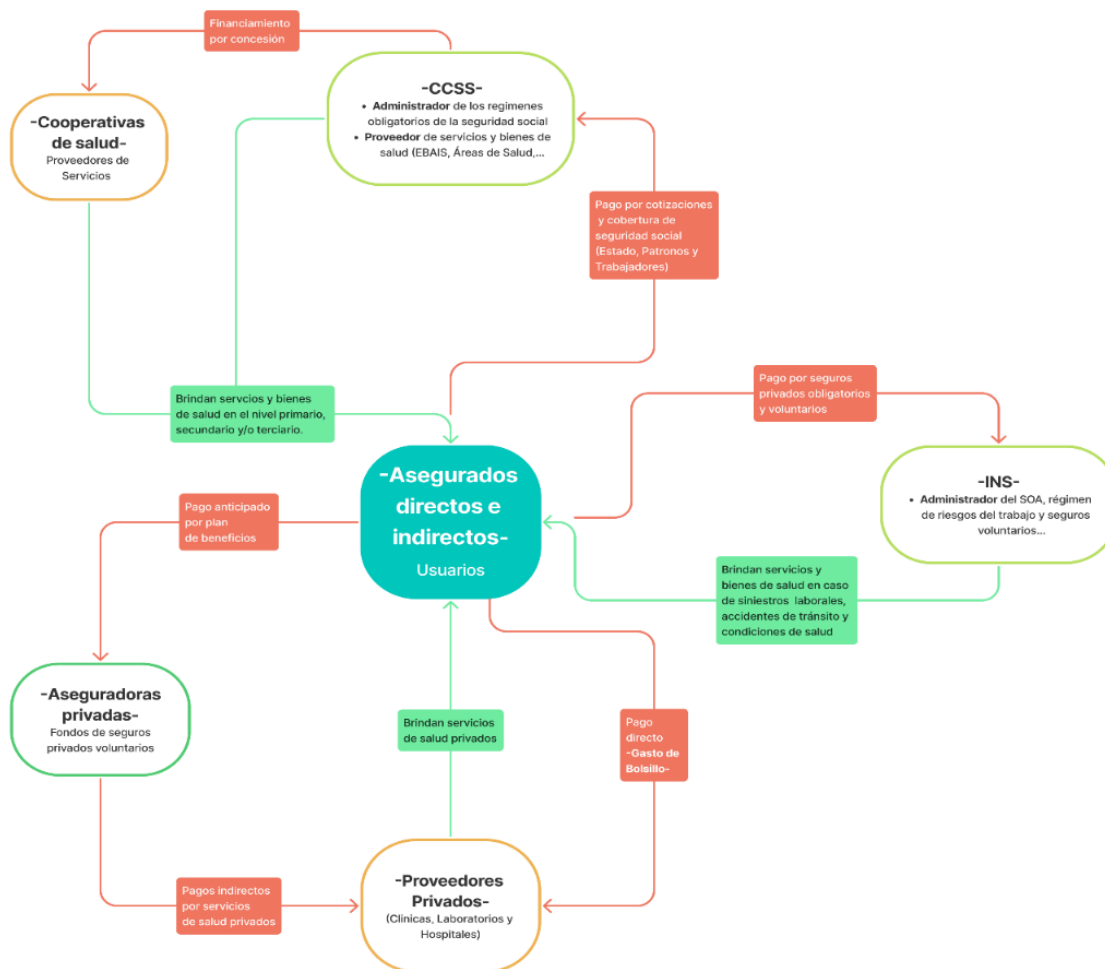 Financiamiento
por concesión
-CCSS-
• Administrador de los regimenes
obligatorios de la seguridad social
• Proveedor de servicios y bienes de
salud (EBAIS, Áreas de Salud,...
-Cooperativas
de salud-
Proveedores de
Servicios
Pago por cotizaciones
y cobertura de
seguridad social
(Estado, Patronos y
Trabajadores)
Brindan servcios y bienes
de salud en el nivel primario,
secundario y/o terciario.
Pago por seguros
privados obligatorios
y voluntarios
-Asegurados
directos e
indirectos-
Usuarios
-INS-
• Administrador del SOA, régimen
de riesgos del trabajo y seguros
voluntarios...
Pago anticipado
por plan
de beneficios
Brindan servicios y
bienes de salud en caso
de siniestros laborales,
accidentes de tránsito y
condiciones de salud
-Aseguradoras
privadas-
Fondos de seguros
privados voluntarios
Brindan servicios
de salud privados
Pago
directo
-Gasto de
Bolsillo-
Pagos indirectos
por servicios
de salud privados
-Proveedores
Privados-
(Clinicas, Laboratorios y
Hospitales)